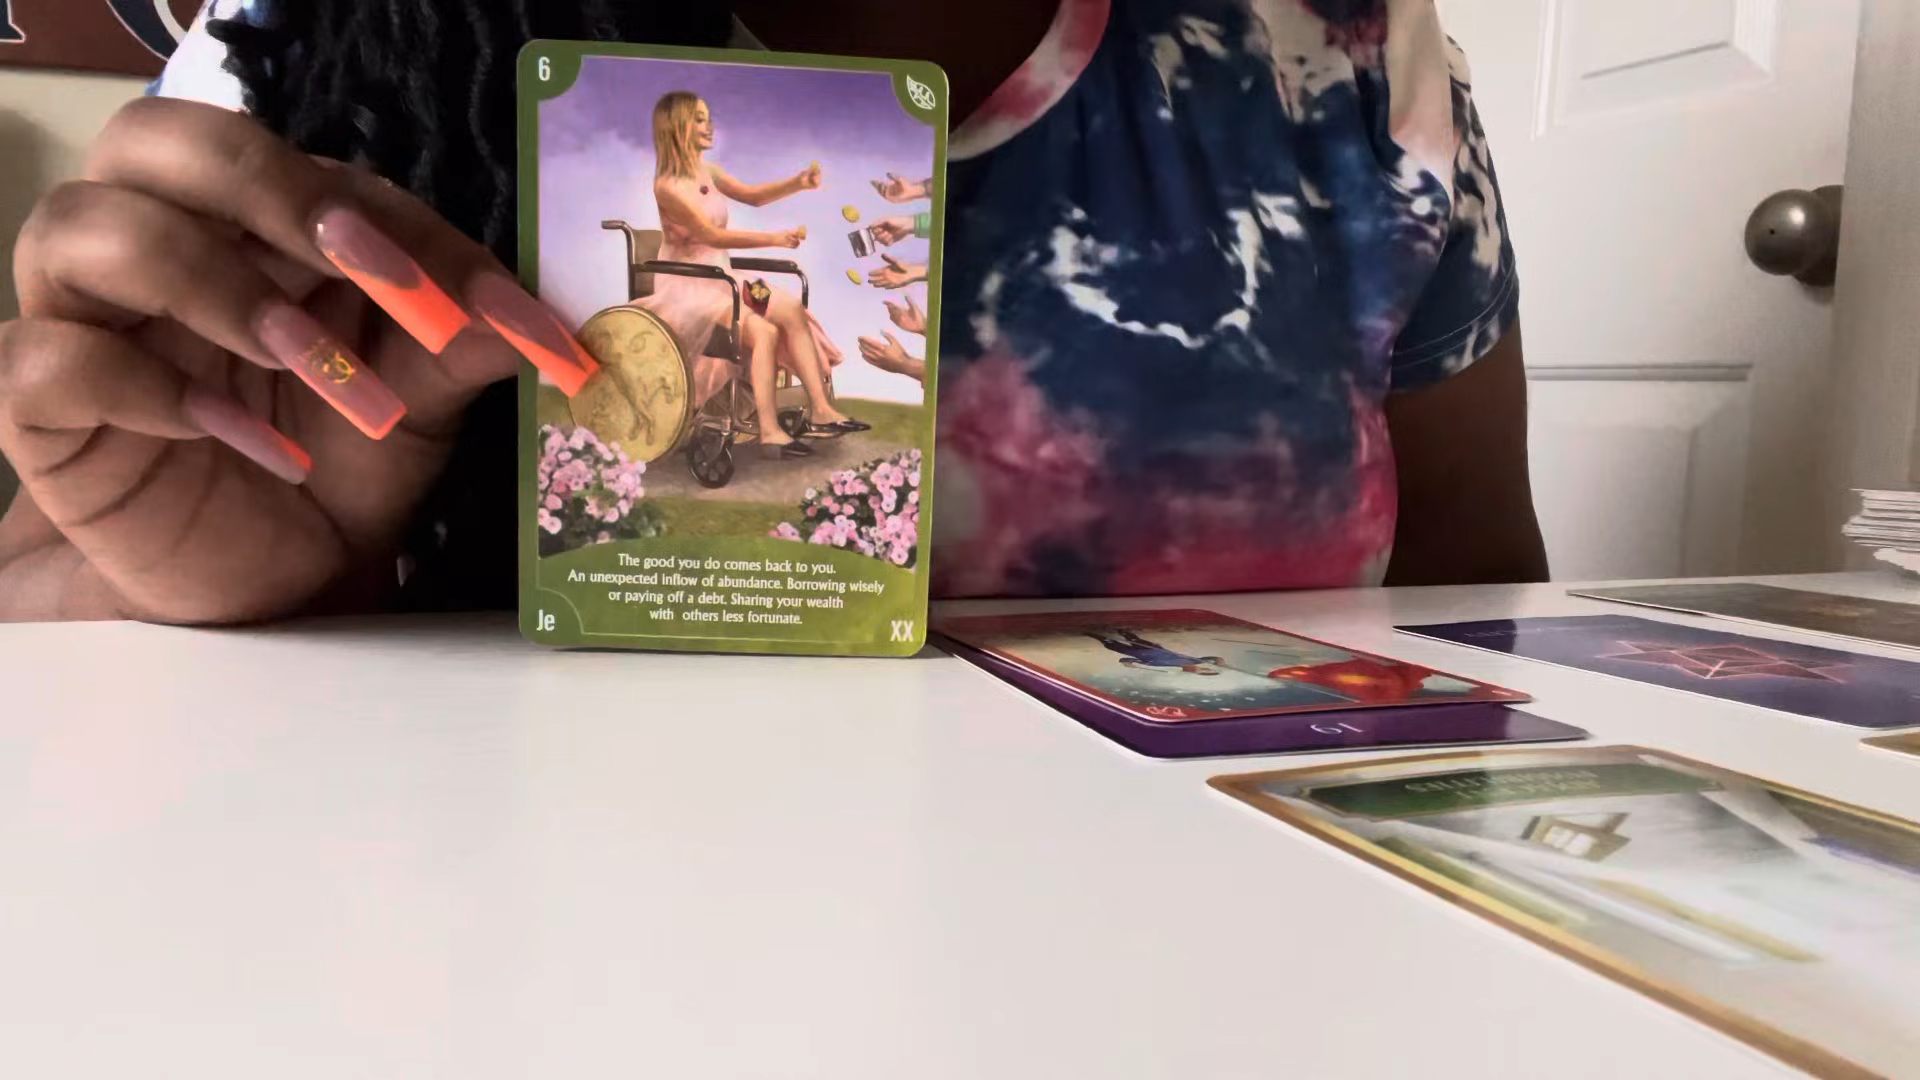 6
The good you do comes back to you.
An unexpected inflow of abundance. Borrowing wisely
or paying off a debt. Sharing your wealth
with others less fortunate.
Je
XX
19